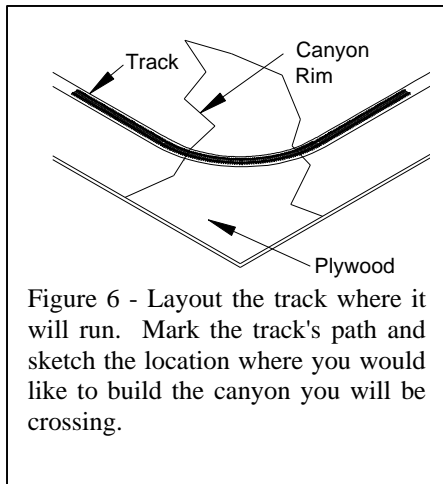 Track
Canyon
Rim
Plywood
Figure 6 - Layout the track where it
will run. Mark the track's path and
sketch the location where you would
like to build the canyon you will be
crossing.